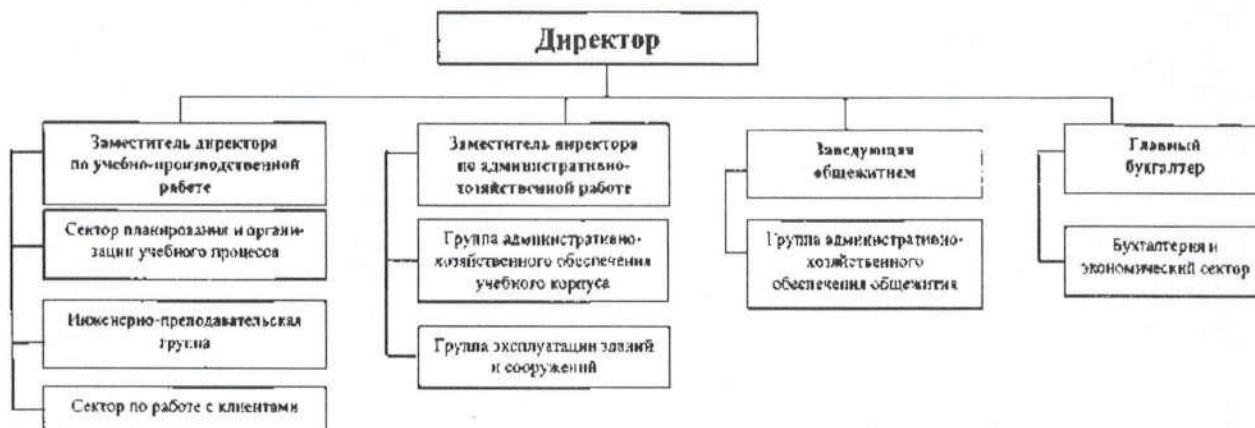 Директор
Заместитель директора
по учебно-производственной
работе
Сектор планирования и органи-
зации учебного процесса
Инженерно-преподавательская
группа
Сектор по работе с клиентами
Заместитель директора
по административно-
хозяйственной работе
Группа административно-
хозяйственного обеспечения
учебного корпуса
Группа эксплуатации зданий
и сооружений
Заведующая
общежитием
Группа административно-
хозяйственного
обеспечения общежития
Главный
бухгалтер
Бухгалтерия и
экономический сектор